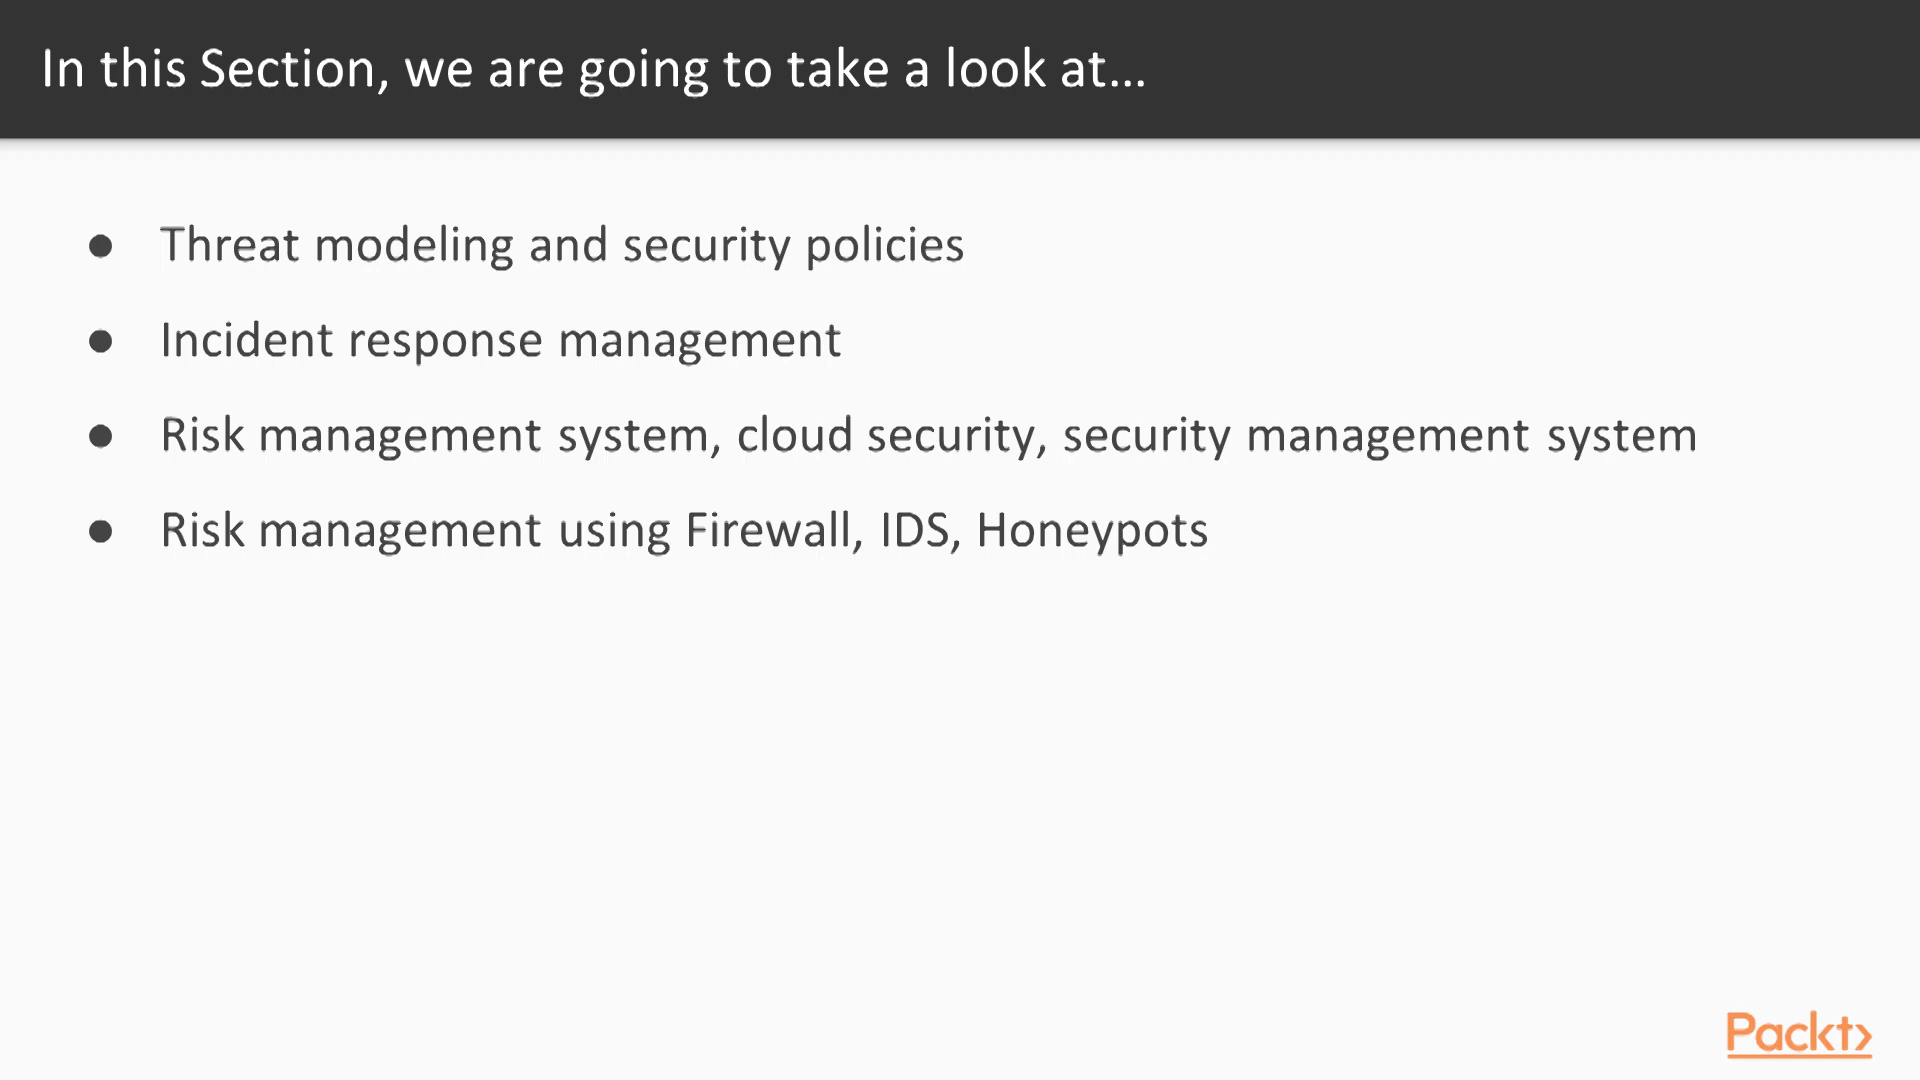 In this Section, we are going to take a look at...
● Threat modeling and security policies
● Incident response management
● Risk management system, cloud security, security management system
● Risk management using Firewall, IDS, Honeypots
Packt>